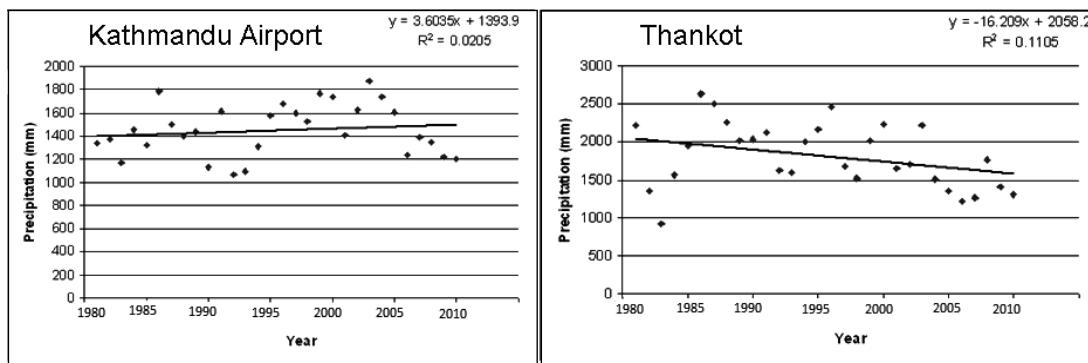 Kathmandu Airport
y = 3.6035x + 1393.9
R² = 0.0205
Precipitation (mm)
2000
1800
1600
1400
1200
1000
800
600
400
200
0
1980 1985 1990 1995 2000 2005 2010
Year
Thankot
y = -16.209x + 2058.2
R² = 0.1105
Precipitation (mm)
3000
2500
2000
1500
1000
500
0
1980 1985 1990 1995 2000 2005 2010
Year